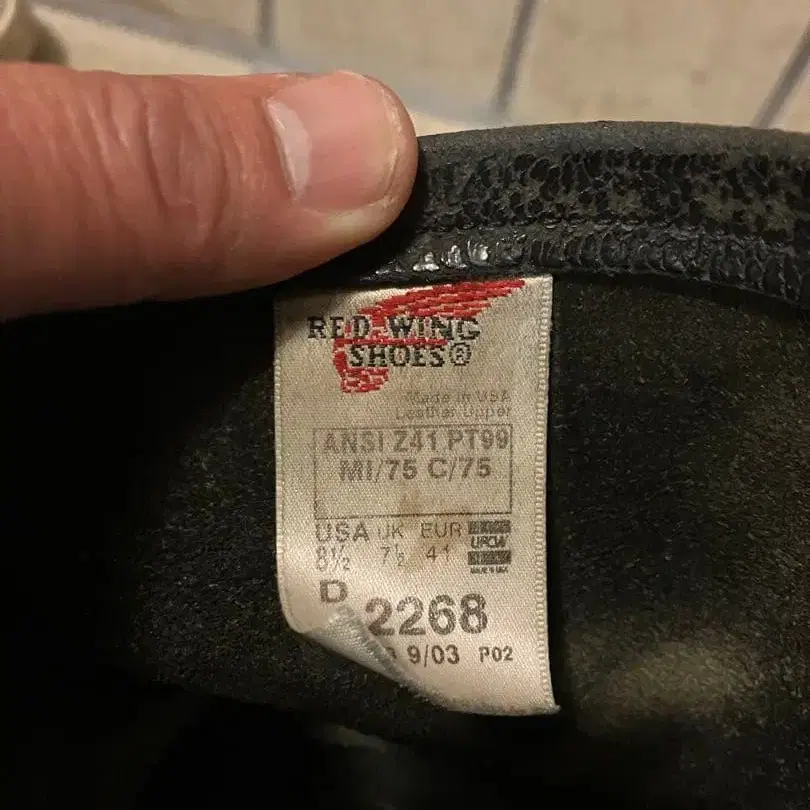 RED WING
SHOES®
Made in USA
Leather Upper
ANSI Z41 PT99
MI/75 C/75
USA UK EUR
8½ 7½ 41
UFCW
D
2268
9/03 P02